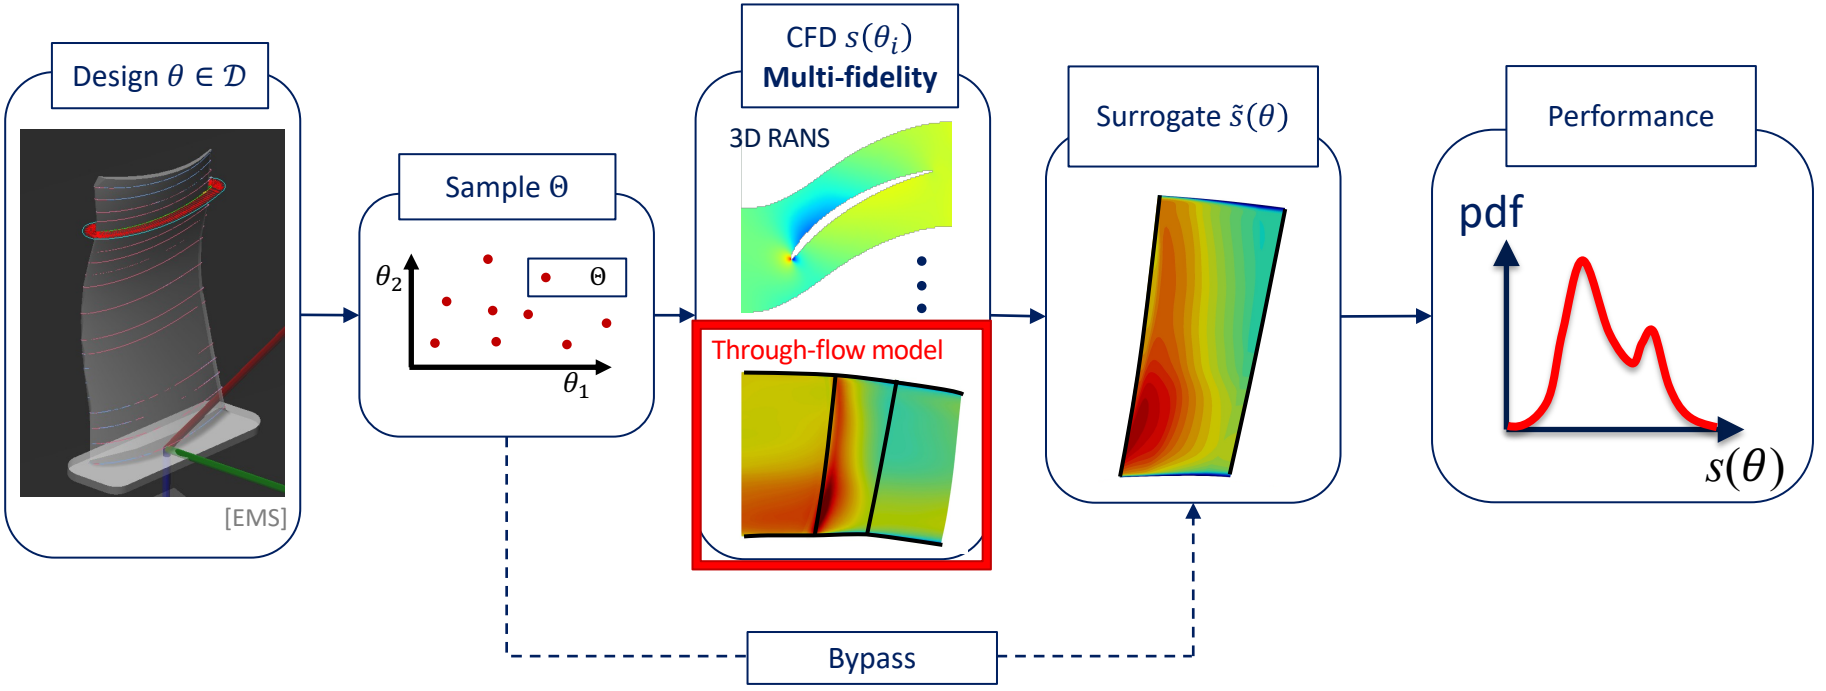 Design θ ∈ 𝒟
[EMS]
Sample Θ
θ₂
Θ
θ₁
CFD s(θᵢ)
Multi-fidelity
3D RANS
Through-flow model
Surrogate s̃(θ)
Performance
pdf
s(θ)
Bypass